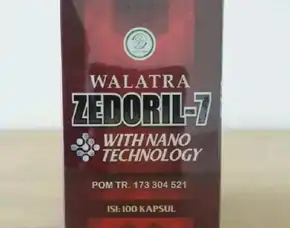 WALATRA
ZEDORIL-7
WITH NANO
TECHNOLOGY
POM TR. 173 304 521
ISI: 100 KAPSUL